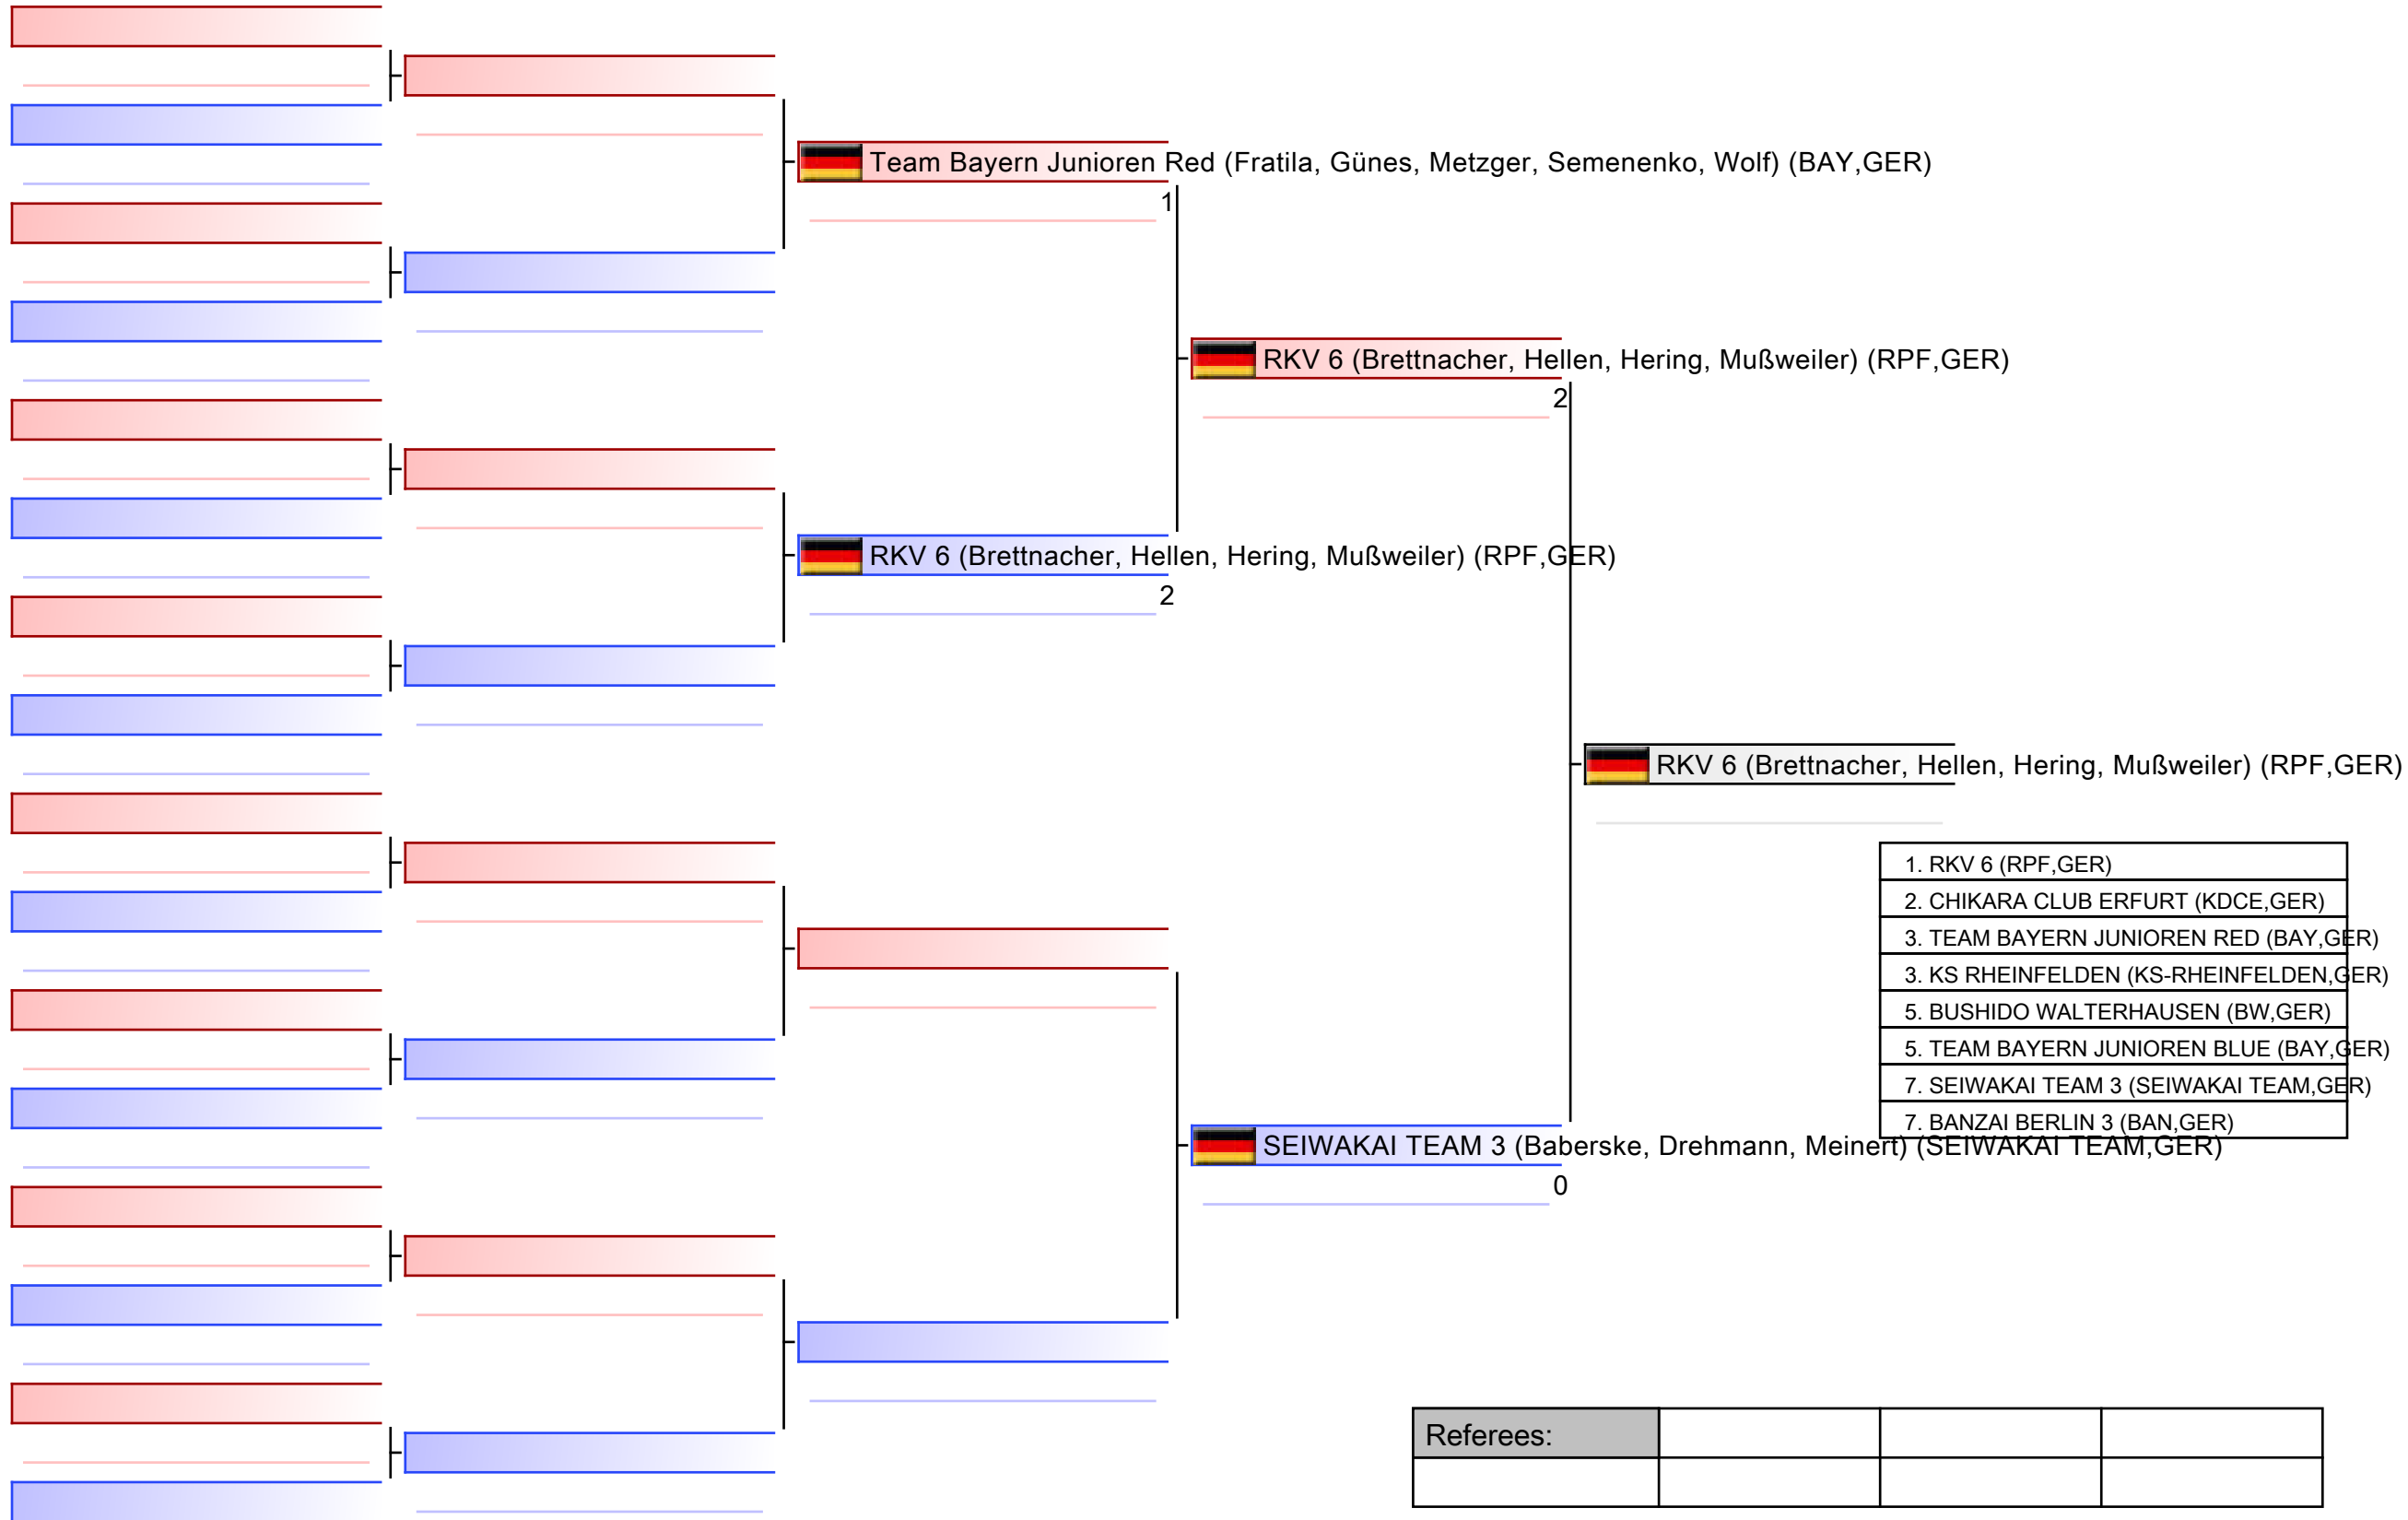 Team Bayern Junioren Red (Fratila, Günes, Metzger, Semenenko, Wolf) (BAY,GER)
1
RKV 6 (Brettnacher, Hellen, Hering, Mußweiler) (RPF,GER)
2
RKV 6 (Brettnacher, Hellen, Hering, Mußweiler) (RPF,GER)
2
RKV 6 (Brettnacher, Hellen, Hering, Mußweiler) (RPF,GER)
1. RKV 6 (RPF,GER)
2. CHIKARA CLUB ERFURT (KDCE,GER)
3. TEAM BAYERN JUNIOREN RED (BAY,GER)
3. KS RHEINFELDEN (KS-RHEINFELDEN,GER)
5. BUSHIDO WALTERHAUSEN (BW,GER)
5. TEAM BAYERN JUNIOREN BLUE (BAY,GER)
7. SEIWAKAI TEAM 3 (SEIWAKAI TEAM,GER)
7. BANZAI BERLIN 3 (BAN,GER)
SEIWAKAI TEAM 3 (Baberske, Drehmann, Meinert) (SEIWAKAI TEAM,GER)
0
Referees: